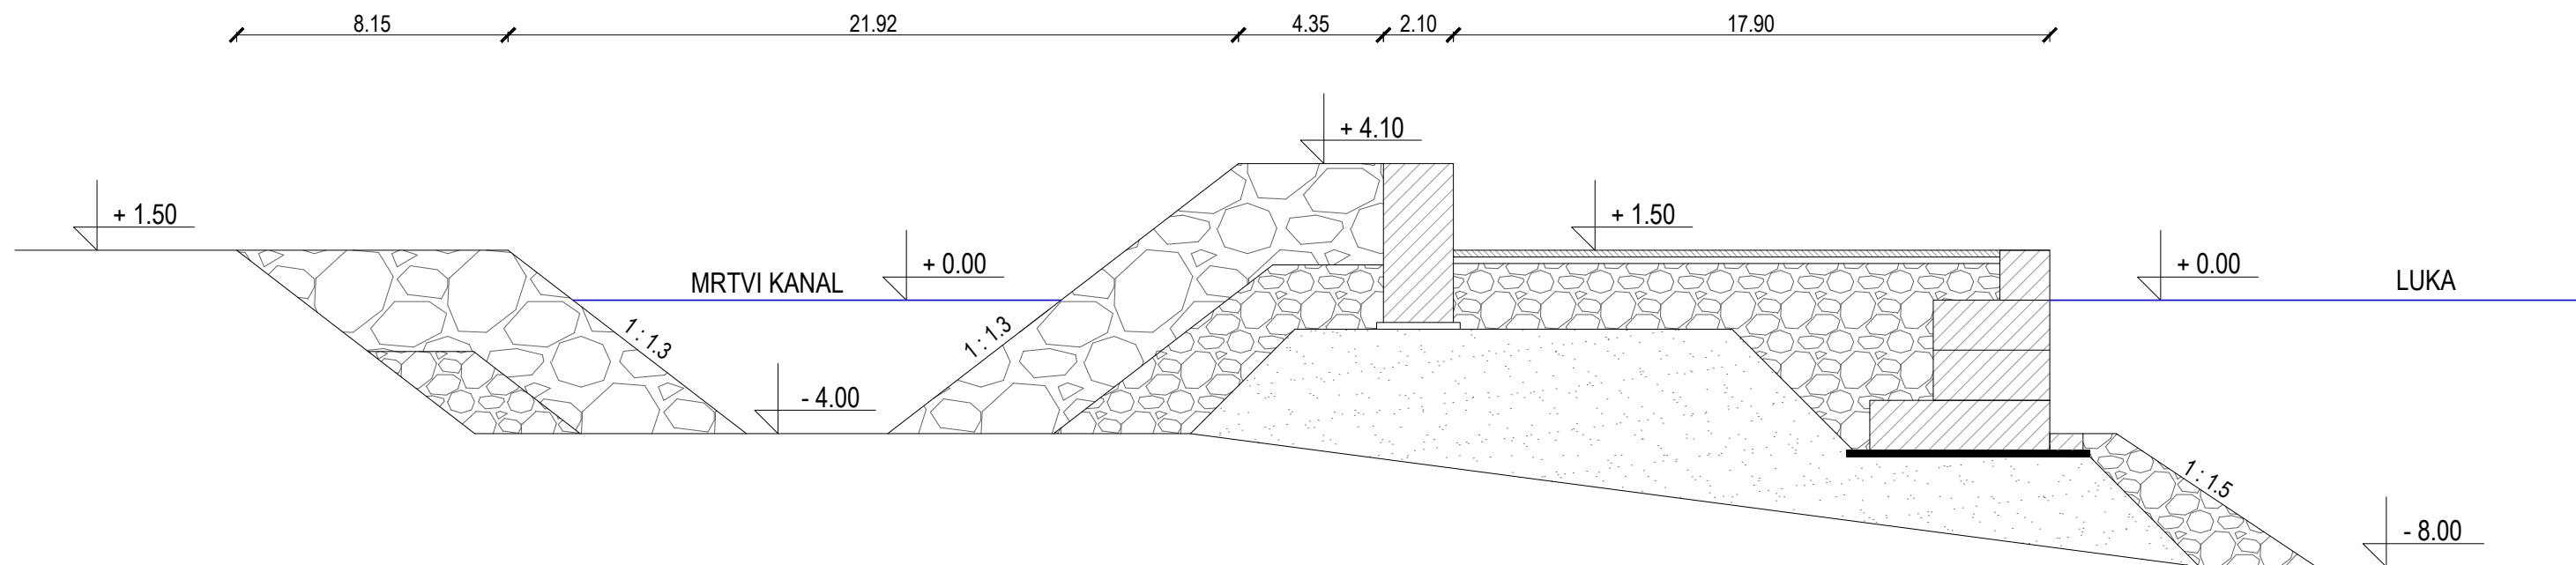 8.15
21.92
4.35
2.10
17.90
+ 4.10
+ 1.50
+ 1.50
MRTVI KANAL
+ 0.00
+ 0.00
LUKA
1 : 1.3
1 : 1.3
- 4.00
1 : 1.5
- 8.00